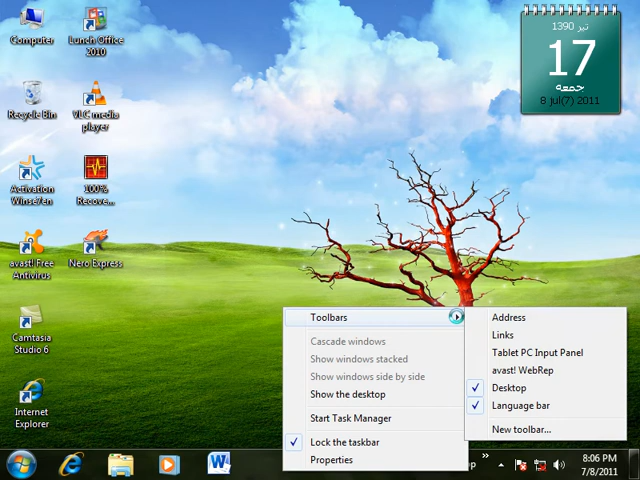 Computer
Lunch Office
2010
تیر 1390
17
جمعه
8 jul(7) 2011
Recycle Bin
VLC media
player
Activation
Winse7en
100%
Recove...
avast! Free
Antivirus
Nero Express
Camtasia
Studio 6
Internet
Explorer
Toolbars
Cascade windows
Show windows stacked
Show windows side by side
Show the desktop
Start Task Manager
Lock the taskbar
Properties
Address
Links
Tablet PC Input Panel
avast! WebRep
Desktop
Language bar
New toolbar...
»
8:06 PM
7/8/2011